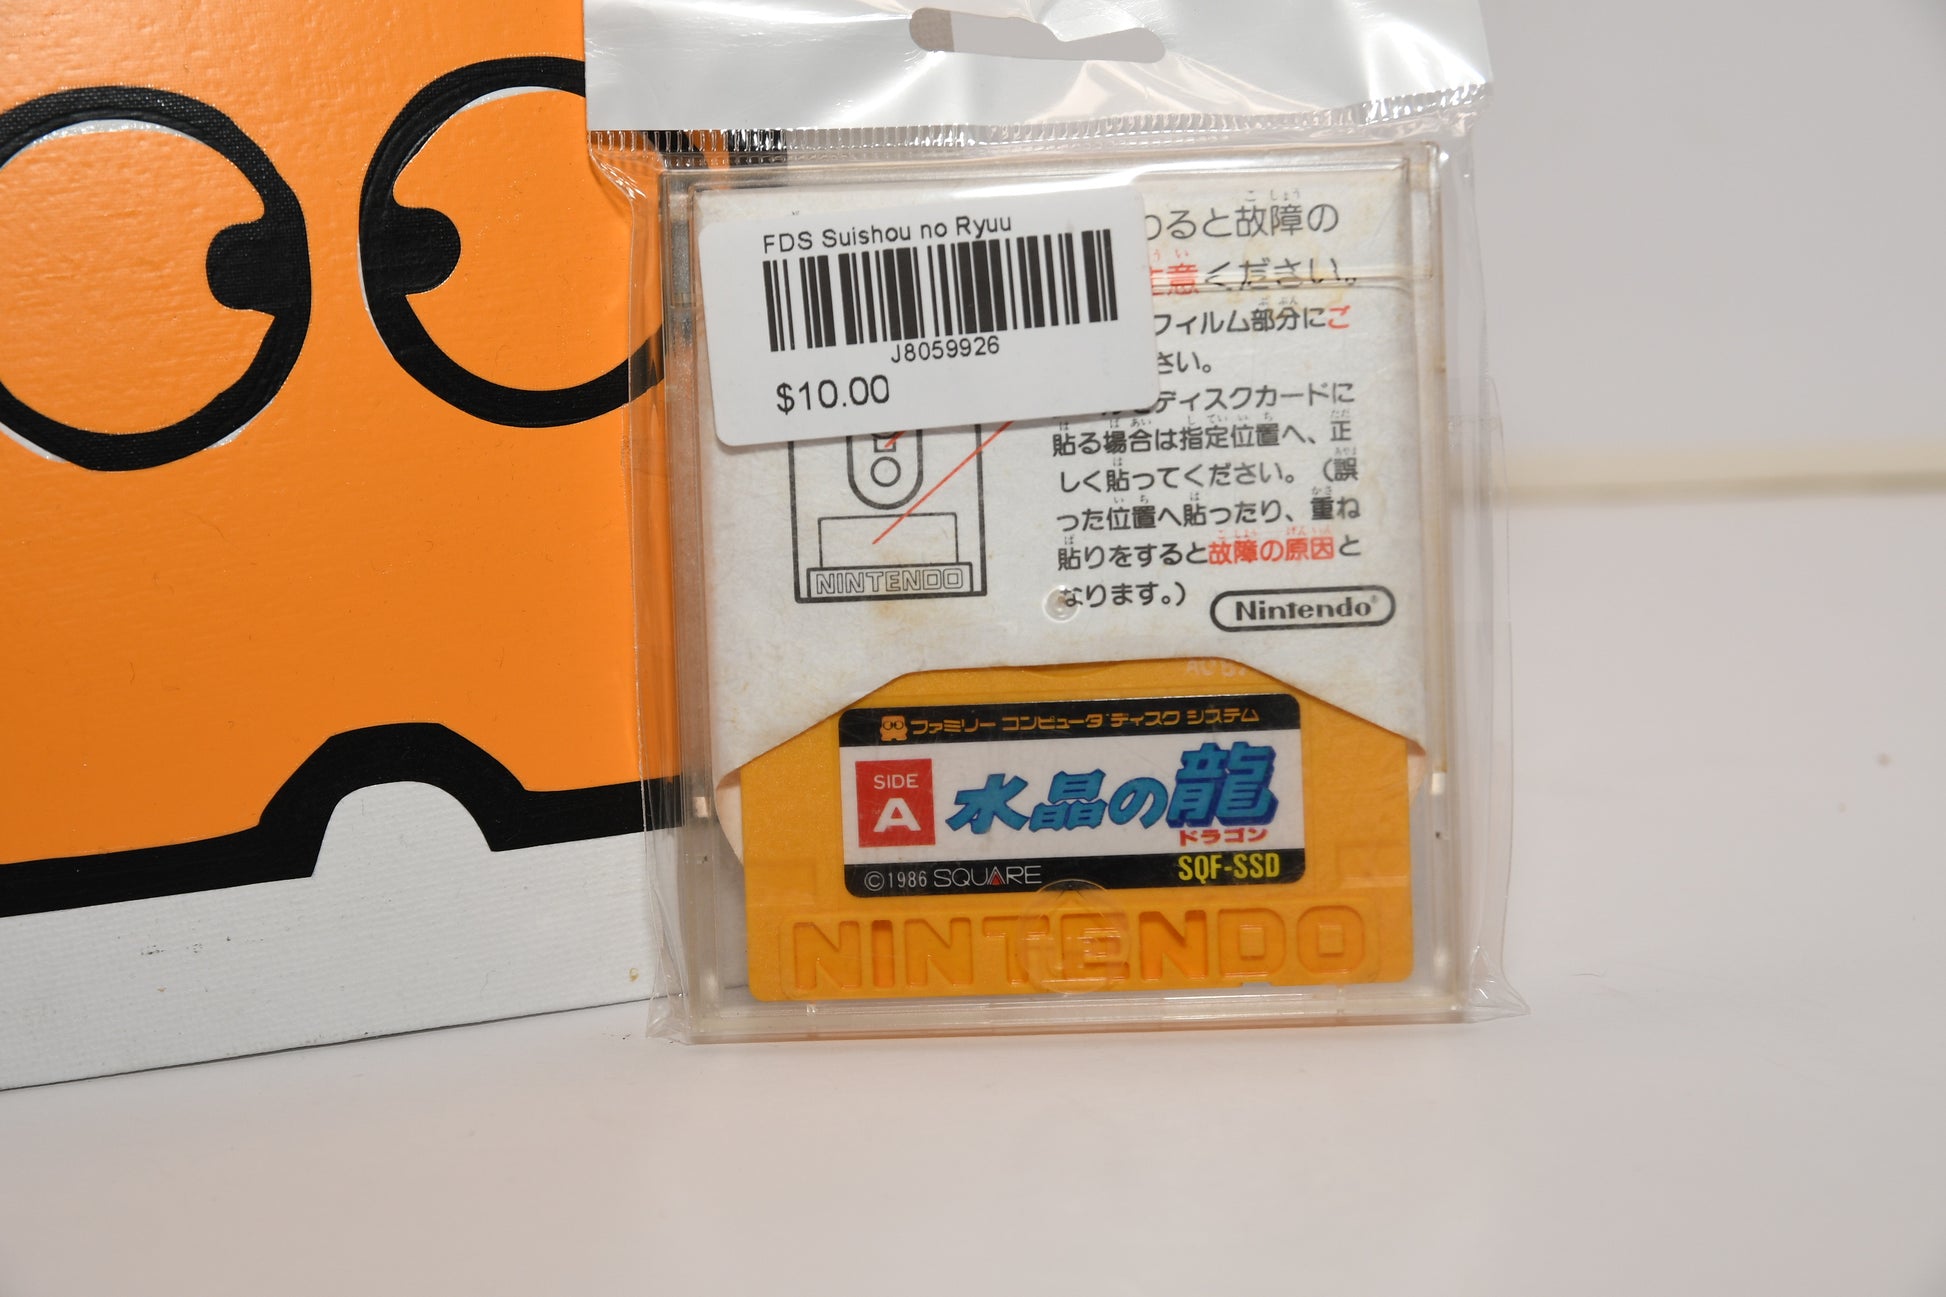 FDS Suishou no Ryuu
J8059926
$10.00
わると故障の
注意ください。
フィルム部分にご
さい。
ディスクカードに
貼る場合は指定位置へ、正
しく貼ってください。（誤
った位置へ貼ったり、重ね
貼りをすると故障の原因と
なります。）
NINTENDO
Nintendo®
ファミリー コンピュータ ディスク システム
SIDE
A
水晶の龍
ドラゴン
©1986 SQUARE
SQF-SSD
NINTENDO